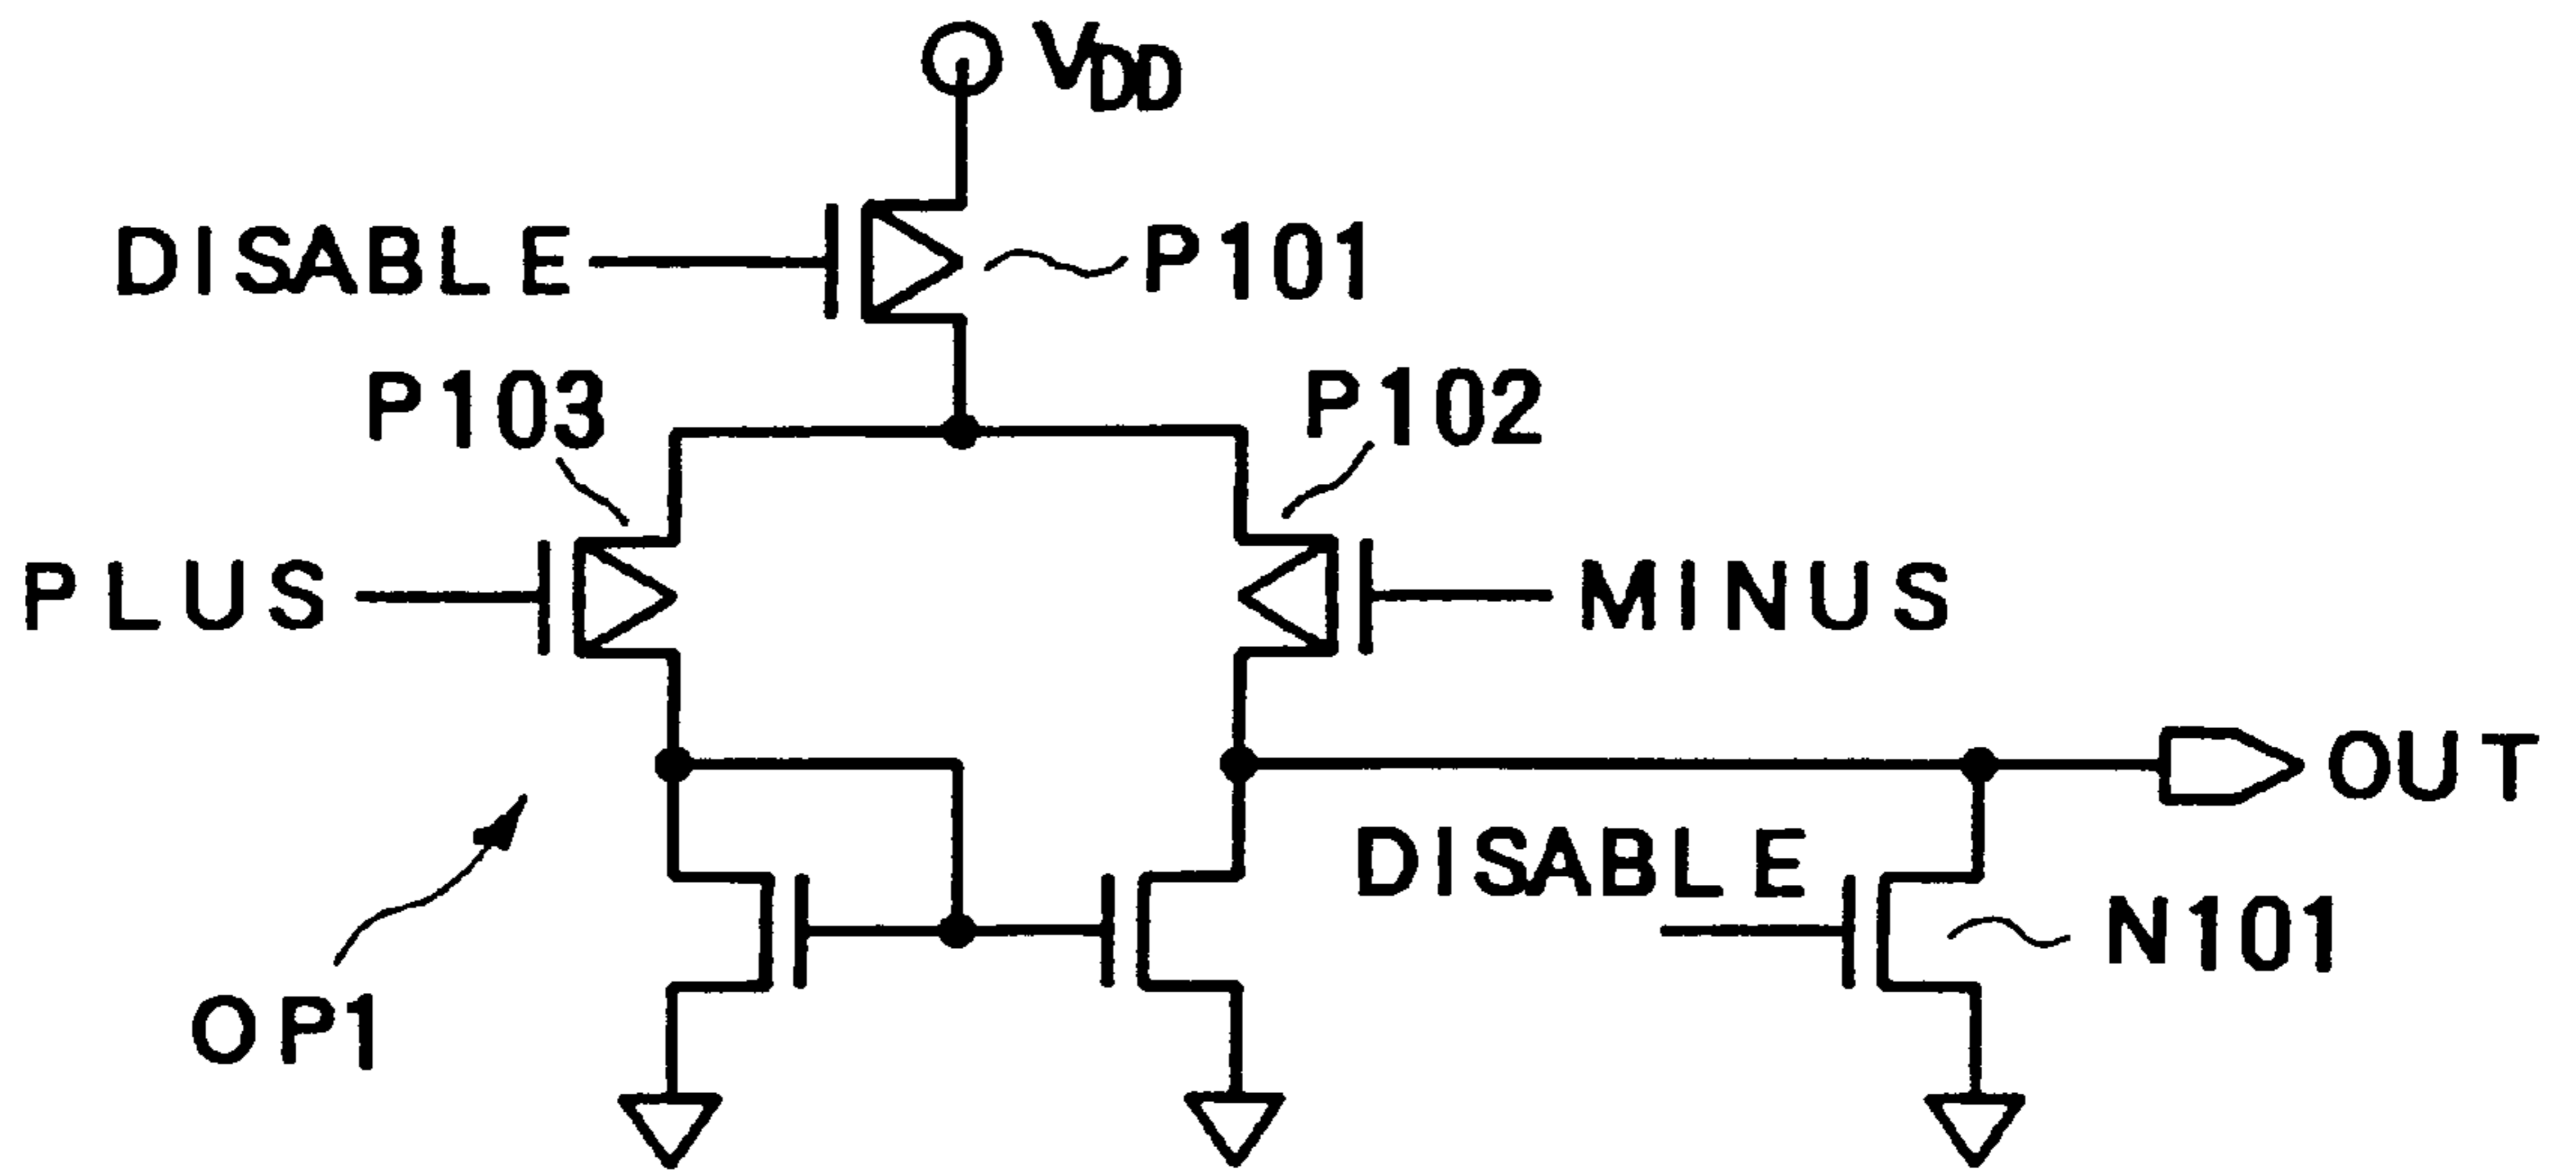 VDD
DISABLE
P101
P103
P102
PLUS
MINUS
OUT
DISABLE
N101
OP1